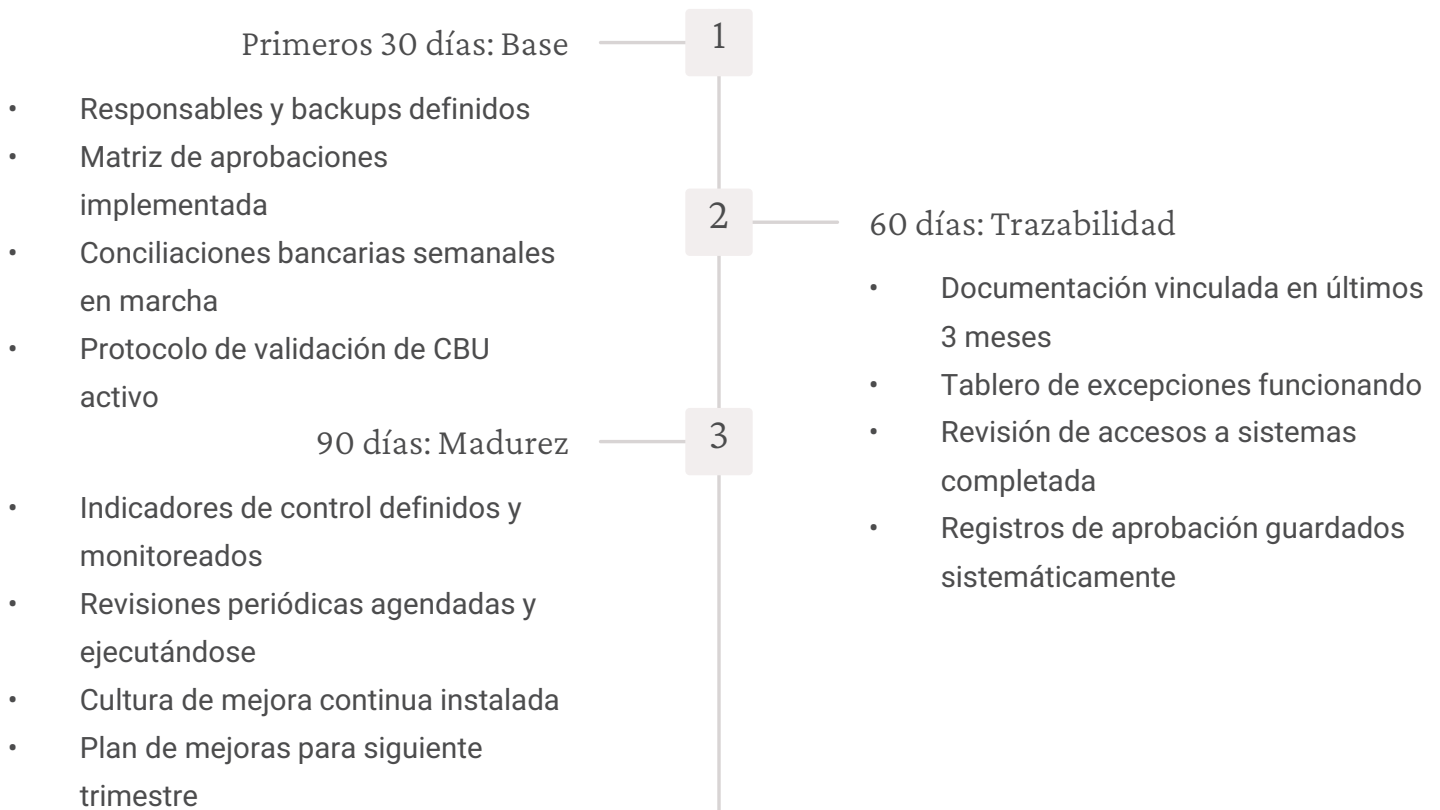 Primeros 30 días: Base
1
• Responsables y backups definidos
• Matriz de aprobaciones
implementada
• Conciliaciones bancarias semanales
en marcha
• Protocolo de validación de CBU
activo
2
60 días: Trazabilidad
• Documentación vinculada en últimos
3 meses
• Tablero de excepciones funcionando
• Revisión de accesos a sistemas
completada
• Registros de aprobación guardados
sistemáticamente
90 días: Madurez
3
• Indicadores de control definidos y
monitoreados
• Revisiones periódicas agendadas y
ejecutándose
• Cultura de mejora continua instalada
• Plan de mejoras para siguiente
trimestre